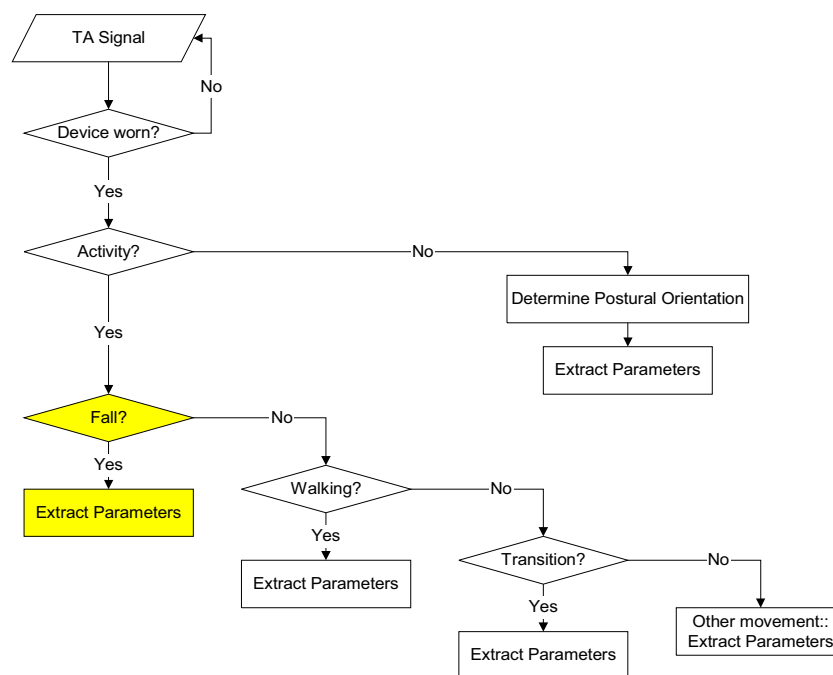 TA Signal
No
Device worn?
Yes
Activity?
No
Determine Postural Orientation
Yes
Extract Parameters
Fall?
No
Yes
Walking?
No
Extract Parameters
Yes
Transition?
No
Extract Parameters
Yes
Other movement::
Extract Parameters
Extract Parameters